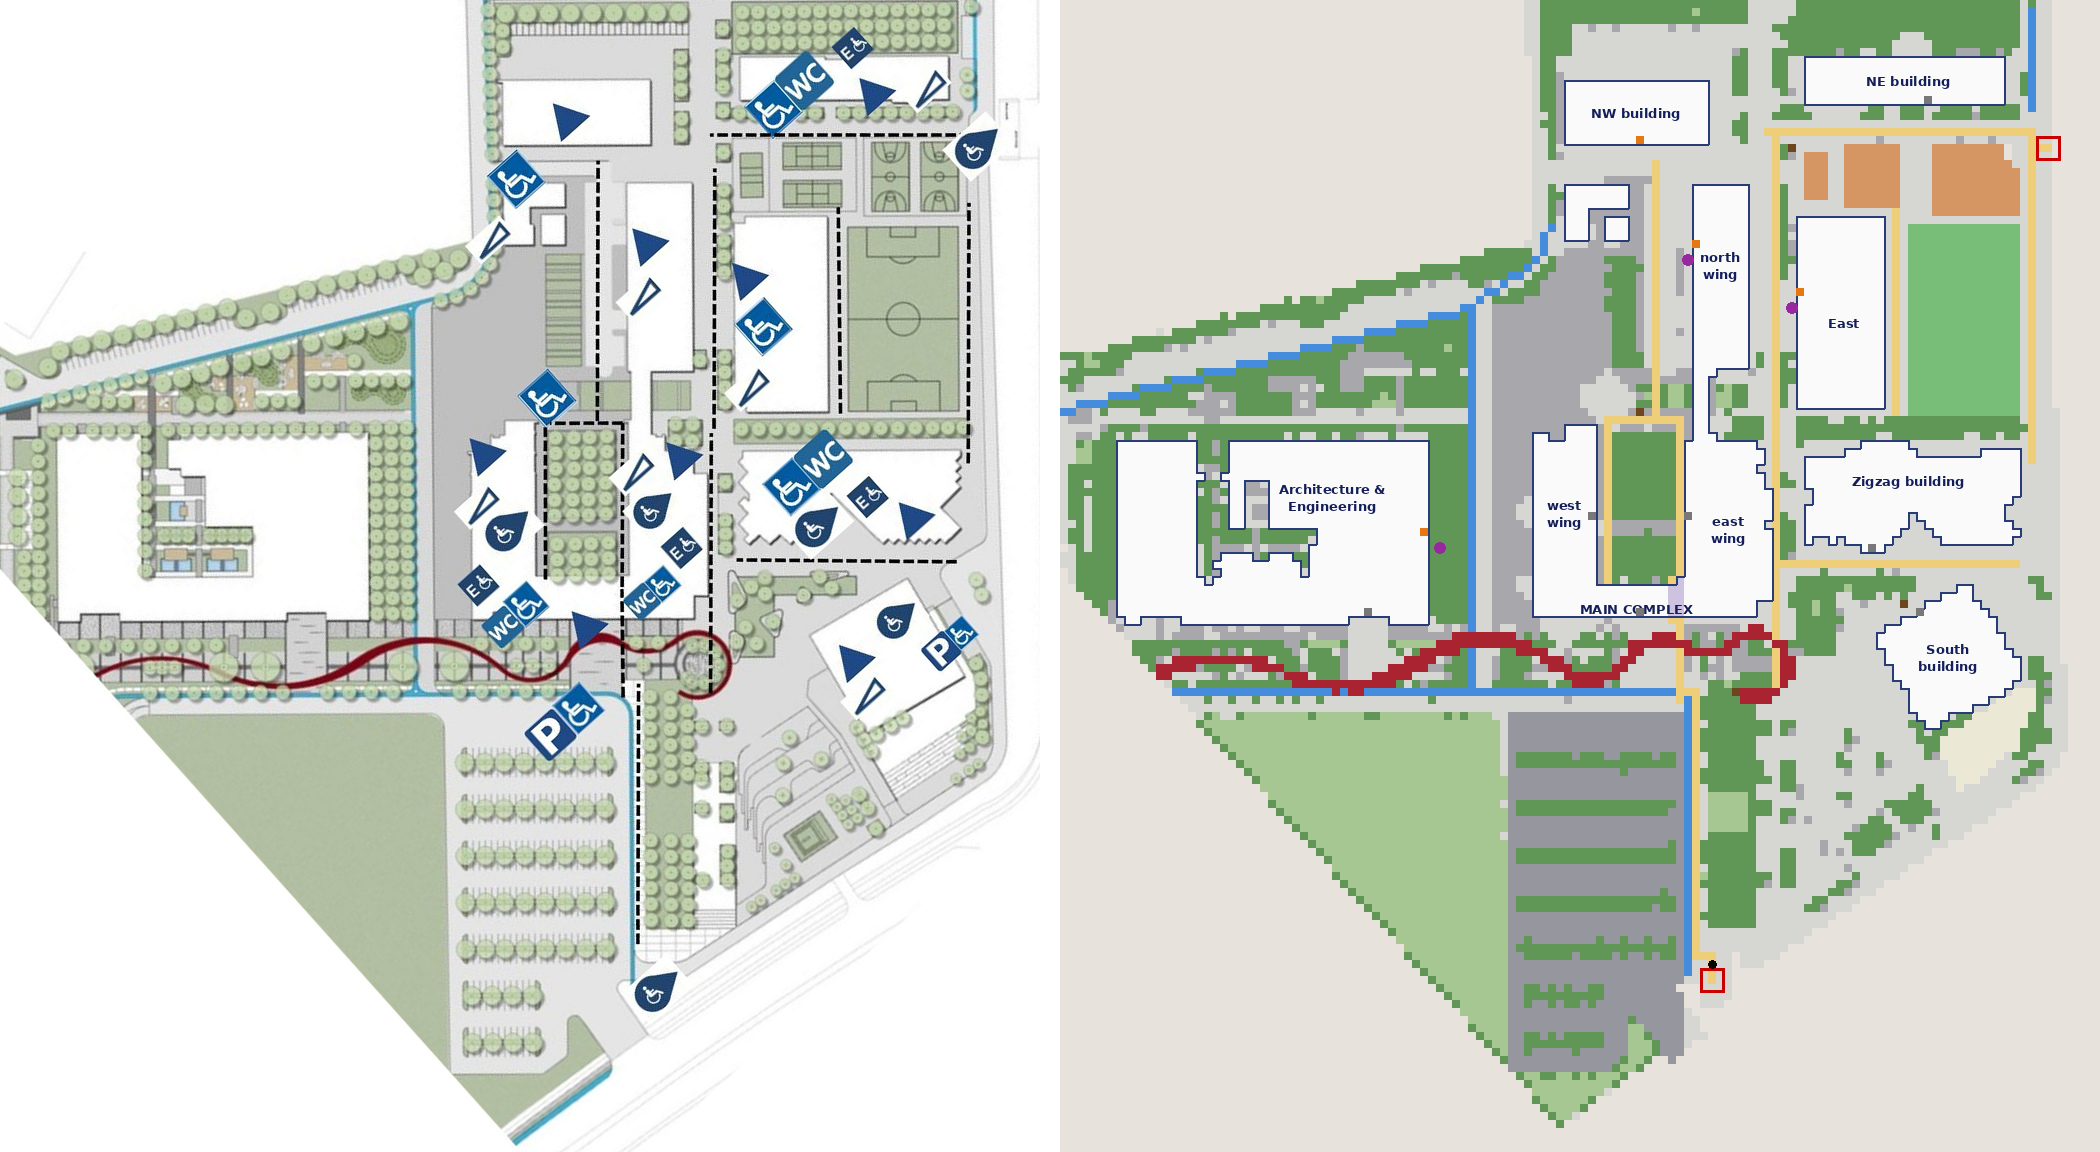 E
WC
NE building
NW building
north
wing
East
Architecture &
Engineering
west
wing
east
wing
Zigzag building
E
WC
E
E
WC
WC
MAIN COMPLEX
South
building
P
P